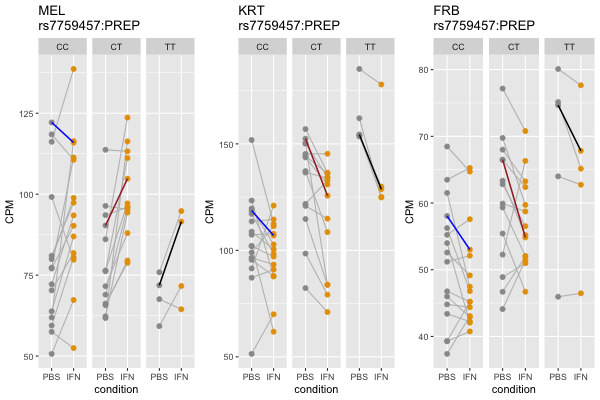 MEL
rs7759457:PREP
CC CT TT
CPM
125
100
75
50
PBS IFN PBS IFN PBS IFN
condition
KRT
rs7759457:PREP
CC CT TT
CPM
150
100
50
PBS IFN PBS IFN PBS IFN
condition
FRB
rs7759457:PREP
CC CT TT
CPM
80
70
60
50
40
PBS IFN PBS IFN PBS IFN
condition